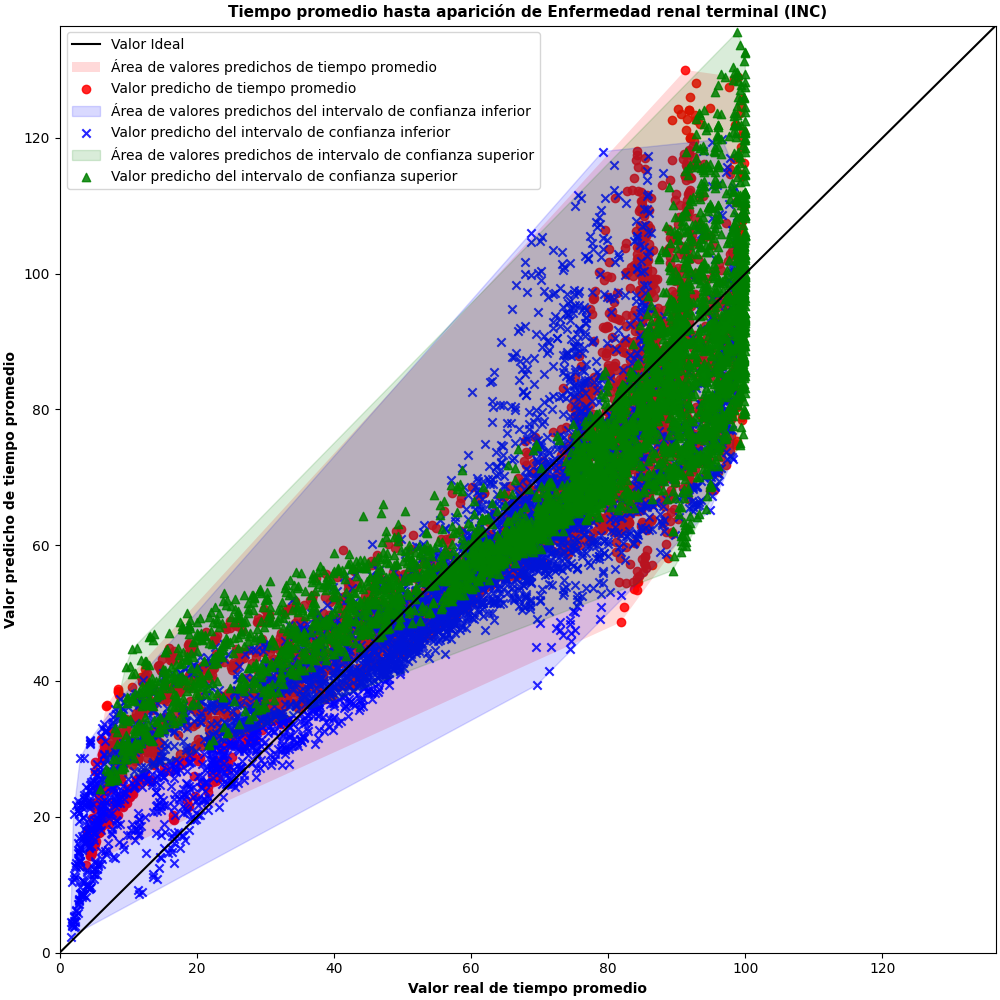 Tiempo promedio hasta aparición de Enfermedad renal terminal (INC)
Valor Ideal
Área de valores predichos de tiempo promedio
Valor predicho de tiempo promedio
Área de valores predichos del intervalo de confianza inferior
Valor predicho del intervalo de confianza inferior
Área de valores predichos de intervalo de confianza superior
Valor predicho del intervalo de confianza superior
Valor predicho de tiempo promedio
120
100
80
60
40
20
0
0 20 40 60 80 100 120
Valor real de tiempo promedio